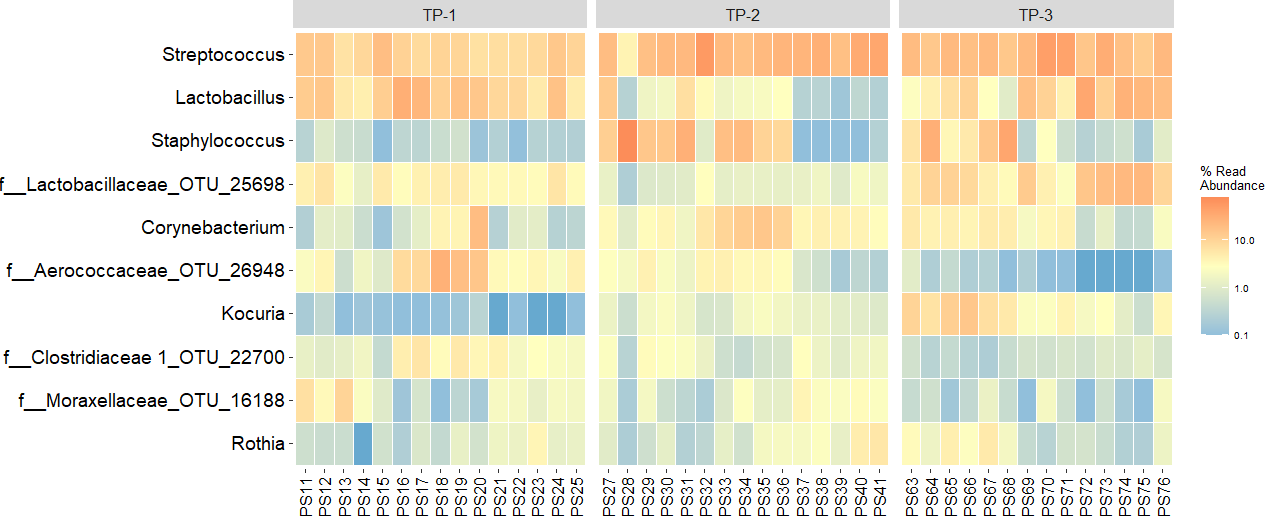 TP-1
TP-2
TP-3
Streptococcus
Lactobacillus
Staphylococcus
f__Lactobacillaceae_OTU_25698
Corynebacterium
f__Aerococcaceae_OTU_26948
Kocuria
f__Clostridiaceae 1_OTU_22700
f__Moraxellaceae_OTU_16188
Rothia
% Read
Abundance
10.0
1.0
0.1
PS11
PS12
PS13
PS14
PS15
PS16
PS17
PS18
PS19
PS20
PS21
PS22
PS23
PS24
PS25
PS27
PS28
PS29
PS30
PS31
PS32
PS33
PS34
PS35
PS36
PS37
PS38
PS39
PS40
PS41
PS63
PS64
PS65
PS66
PS67
PS68
PS69
PS70
PS71
PS72
PS73
PS74
PS75
PS76